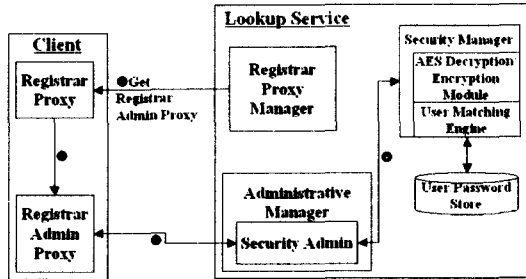 Lookup Service
Client
Registrar
Proxy
Get
Registrar
Admin Proxy
Registrar
Proxy
Manager
Security Manager
AES Decryption
Encryption
Module
User Matching
Engine
User Password
Store
Registrar
Admin
Proxy
Administrative
Manager
Security Admin